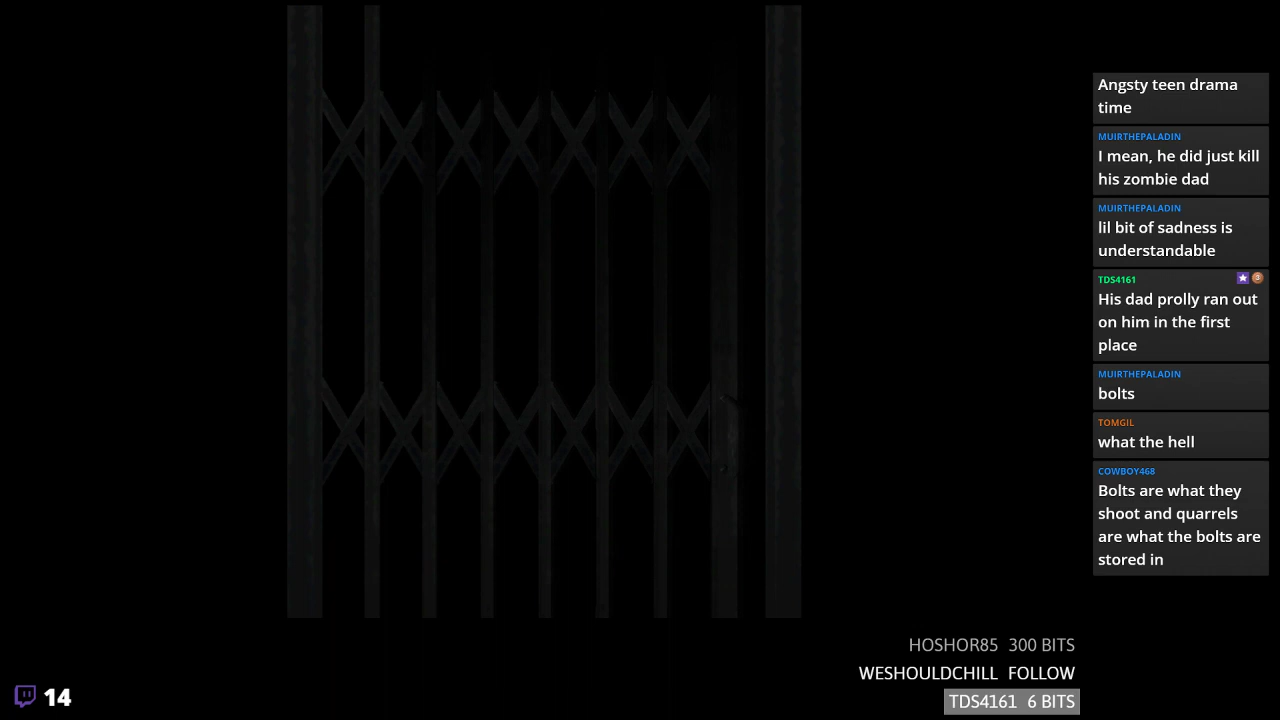 Angsty teen drama
time
MUIRTHEPALADIN
I mean, he did just kill
his zombie dad
MUIRTHEPALADIN
lil bit of sadness is
understandable
TDS4161
3
His dad prolly ran out
on him in the first
place
MUIRTHEPALADIN
bolts
TOMGIL
what the hell
COWBOY468
Bolts are what they
shoot and quarrels
are what the bolts are
stored in
HOSHOR85 300 BITS
WESHOULDCHILL FOLLOW
TDS4161 6 BITS
14